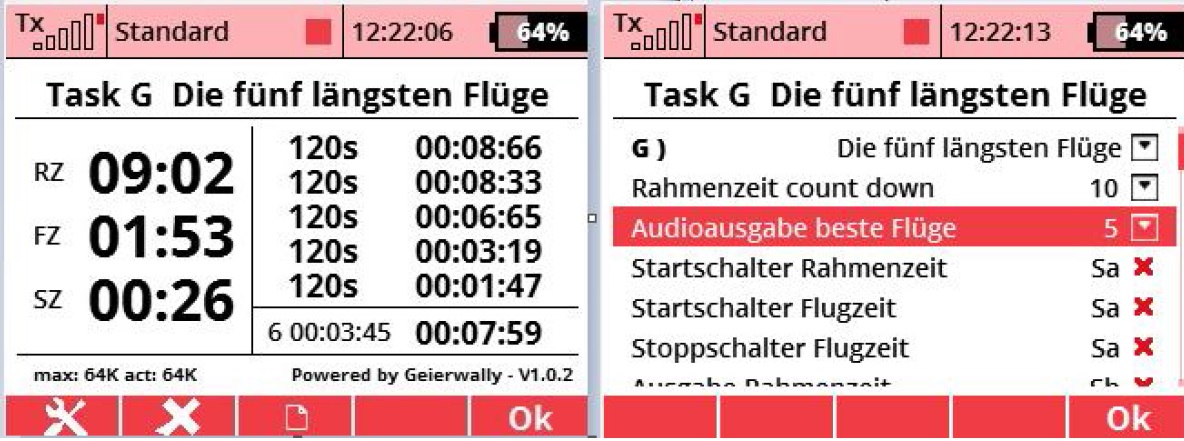 Tx Standard 12:22:06 64%
Task G Die fünf längsten Flüge
RZ 09:02
FZ 01:53
SZ 00:26
120s 00:08:66
120s 00:08:33
120s 00:06:65
120s 00:03:19
120s 00:01:47
6 00:03:45 00:07:59
max: 64K act: 64K Powered by Geierwally - V1.0.2
Ok
Tx Standard 12:22:13 64%
Task G Die fünf längsten Flüge
G ) Die fünf längsten Flüge
Rahmenzeit count down 10
Audioausgabe beste Flüge 5
Startschalter Rahmenzeit Sa
Startschalter Flugzeit Sa
Stoppschalter Flugzeit Sa
Ausgabe Rahmenzeit Sh
Ok